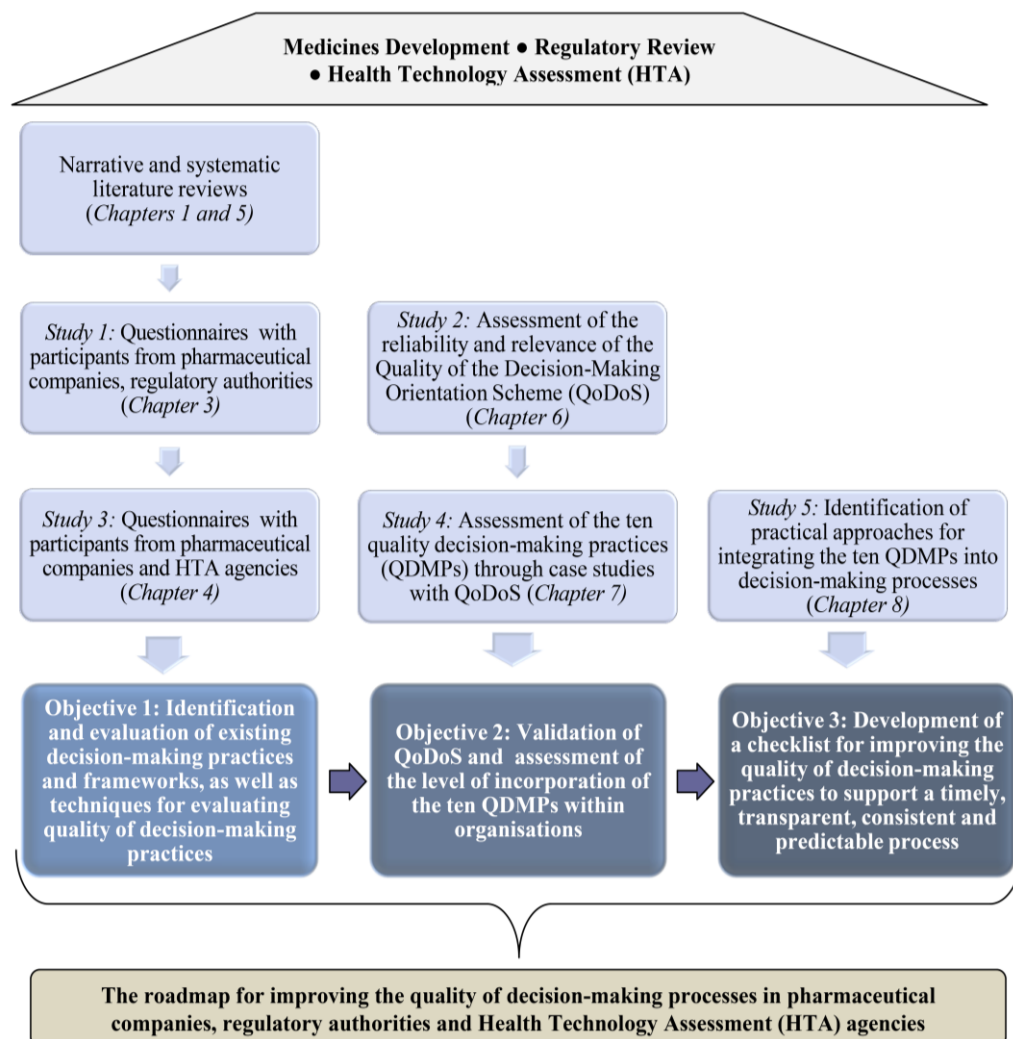 Medicines Development ● Regulatory Review
● Health Technology Assessment (HTA)
Narrative and systematic
literature reviews
(Chapters 1 and 5)
Study 1: Questionnaires with
participants from pharmaceutical
companies, regulatory authorities
(Chapter 3)
Study 2: Assessment of the
reliability and relevance of the
Quality of the Decision-Making
Orientation Scheme (QoDoS)
(Chapter 6)
Study 3: Questionnaires with
participants from pharmaceutical
companies and HTA agencies
(Chapter 4)
Study 4: Assessment of the ten
quality decision-making practices
(QDMPs) through case studies
with QoDoS (Chapter 7)
Study 5: Identification of
practical approaches for
integrating the ten QDMPs into
decision-making processes
(Chapter 8)
Objective 1: Identification
and evaluation of existing
decision-making practices
and frameworks, as well as
techniques for evaluating
quality of decision-making
practices
Objective 2: Validation of
QoDoS and assessment of
the level of incorporation of
the ten QDMPs within
organisations
Objective 3: Development of
a checklist for improving the
quality of decision-making
practices to support a timely,
transparent, consistent and
predictable process
The roadmap for improving the quality of decision-making processes in pharmaceutical
companies, regulatory authorities and Health Technology Assessment (HTA) agencies